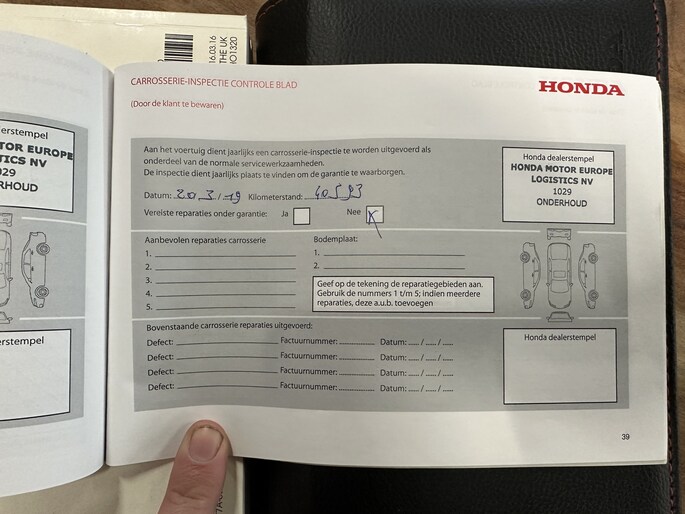 16.03.16
THE UK
HO1320
ealerstempel
OTOR EUROPE
ISTICS NV
1029
DERHOUD
erstempel
CARROSSERIE-INSPECTIE CONTROLE BLAD
HONDA
(Door de klant te bewaren)
Aan het voertuig dient jaarlijks een carrosserie-inspectie te worden uitgevoerd als
onderdeel van de normale servicewerkzaamheden.
De inspectie dient jaarlijks plaats te vinden om de garantie te waarborgen.
Datum: 20.3./19 Kilometerstand: 40593
Vereiste reparaties onder garantie: Ja Nee X
Honda dealerstempel
HONDA MOTOR EUROPE
LOGISTICS NV
1029
ONDERHOUD
Aanbevolen reparaties carrosserie
1.
2.
3.
4.
5.
Bodemplaat:
1.
2.
Geef op de tekening de reparatiegebieden aan.
Gebruik de nummers 1 t/m 5; indien meerdere
reparaties, deze a.u.b. toevoegen
Bovenstaande carrosserie reparaties uitgevoerd:
Defect: Factuurnummer: Datum: ...... / ...... / ......
Defect: Factuurnummer: Datum: ...... / ...... / ......
Defect: Factuurnummer: Datum: ...... / ...... / ......
Defect: Factuurnummer: Datum: ...... / ...... / ......
Honda dealerstempel
39